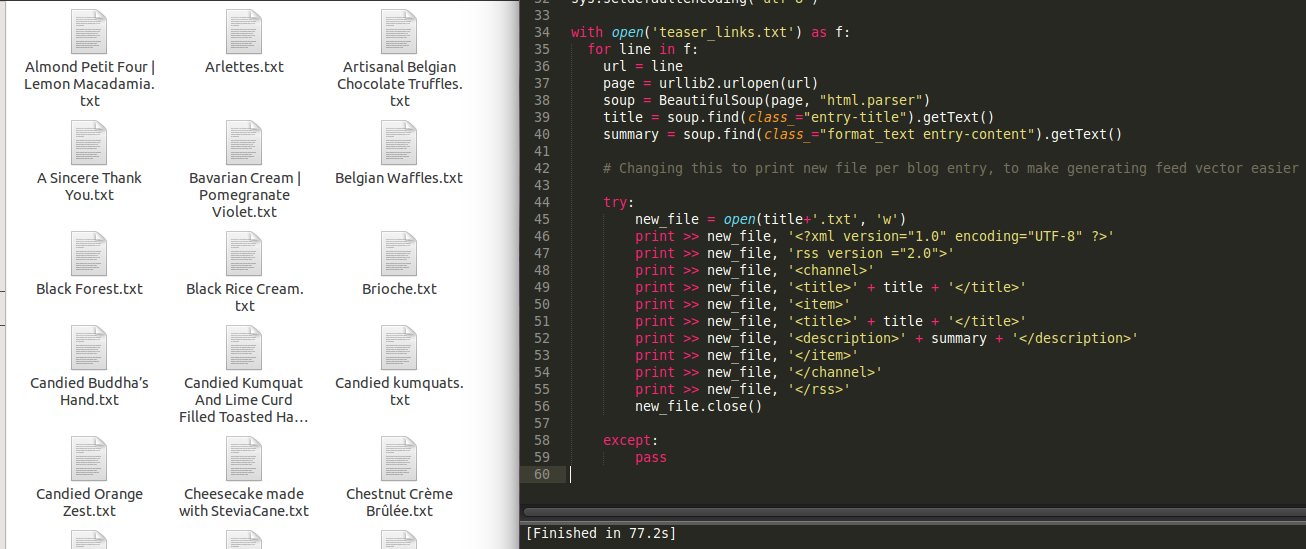 Almond Petit Four |
Lemon Macadamia.
txt
Arlettes.txt
Artisanal Belgian
Chocolate Truffles.
txt
A Sincere Thank
You.txt
Bavarian Cream |
Pomegranate
Violet.txt
Belgian Waffles.txt
Black Forest.txt
Black Rice Cream.
txt
Brioche.txt
Candied Buddha’s
Hand.txt
Candied Kumquat
And Lime Curd
Filled Toasted Ha…
Candied kumquats.
txt
Candied Orange
Zest.txt
Cheesecake made
with SteviaCane.txt
Chestnut Crème
Brûlée.txt
33
34 with open('teaser_links.txt') as f:
35 for line in f:
36 url = line
37 page = urllib2.urlopen(url)
38 soup = BeautifulSoup(page, "html.parser")
39 title = soup.find(class_="entry-title").getText()
40 summary = soup.find(class_="format_text entry-content").getText()
41
42 # Changing this to print new file per blog entry, to make generating feed vector easier
43
44 try:
45 new_file = open(title+'.txt', 'w')
46 print >> new_file, '<?xml version="1.0" encoding="UTF-8" ?>'
47 print >> new_file, 'rss version ="2.0">'
48 print >> new_file, '<channel>'
49 print >> new_file, '<title>' + title + '</title>'
50 print >> new_file, '<item>'
51 print >> new_file, '<title>' + title + '</title>'
52 print >> new_file, '<description>' + summary + '</description>'
53 print >> new_file, '</item>'
54 print >> new_file, '</channel>'
55 print >> new_file, '</rss>'
56 new_file.close()
57
58 except:
59 pass
60
[Finished in 77.2s]